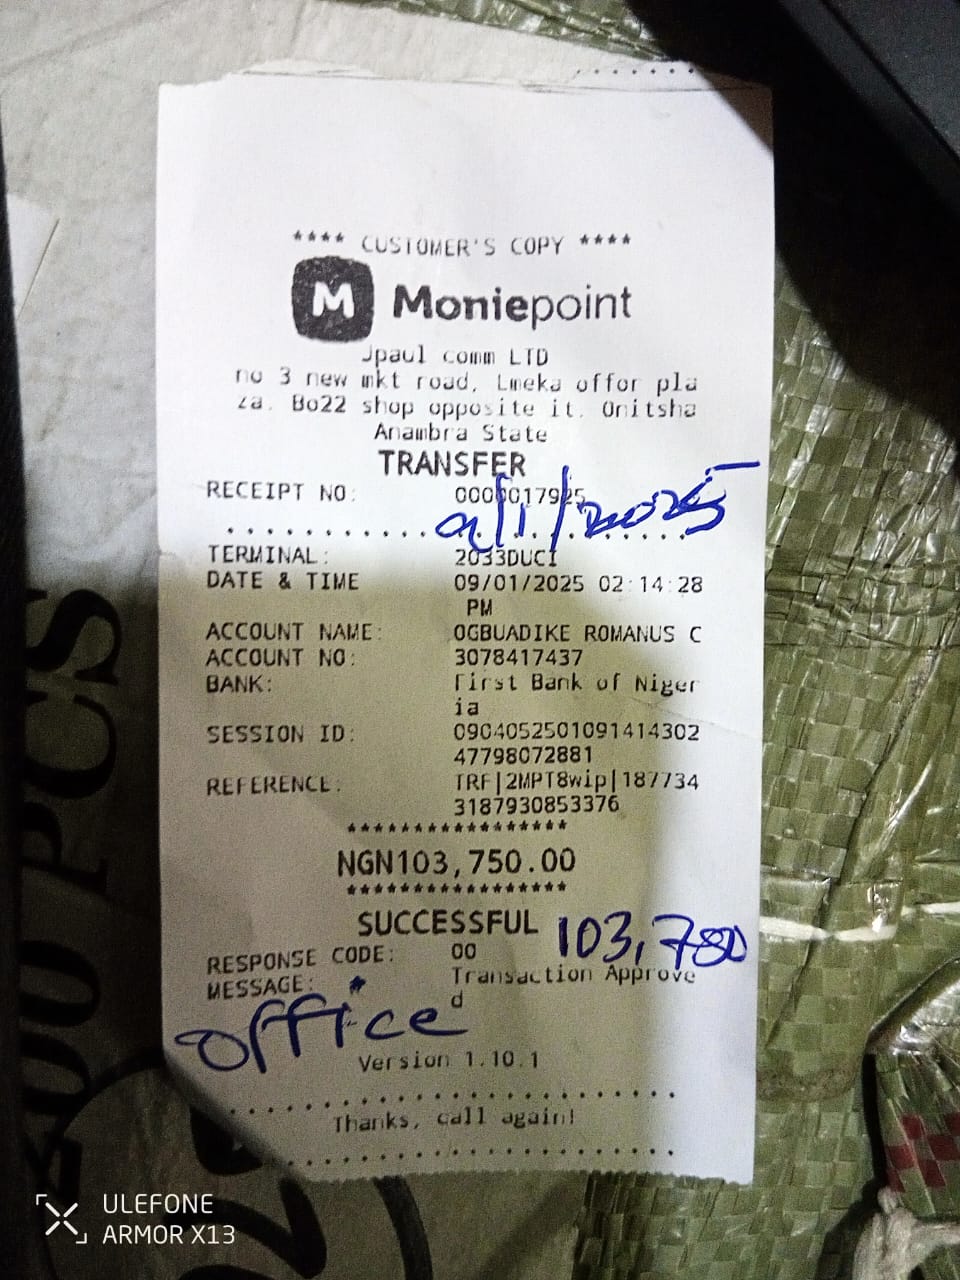 **** CUSTOMER'S COPY ****
M Moniepoint
Jpaul comm LTD
no 3 new mkt road, Emeka offor pla
za. Bo22 shop opposite it. Onitsha
Anambra State
TRANSFER
RECEIPT NO: 0000017925
9/1/2025
TERMINAL: 2033DUCI
DATE & TIME 09/01/2025 02:14:28
PM
ACCOUNT NAME: OGBUADIKE ROMANUS C
ACCOUNT NO: 3078417437
BANK: First Bank of Niger
ia
SESSION ID: 0904052501091414302
47798072881
REFERENCE: TRF|2MPT8wip|187734
3187930853376
*****************
NGN103,750.00
*****************
SUCCESSFUL
103,750
RESPONSE CODE: 00
MESSAGE: Transaction Approve
d
office
Version 1.10.1
Thanks, call again!
200 PCS
ULEFONE
ARMOR X13